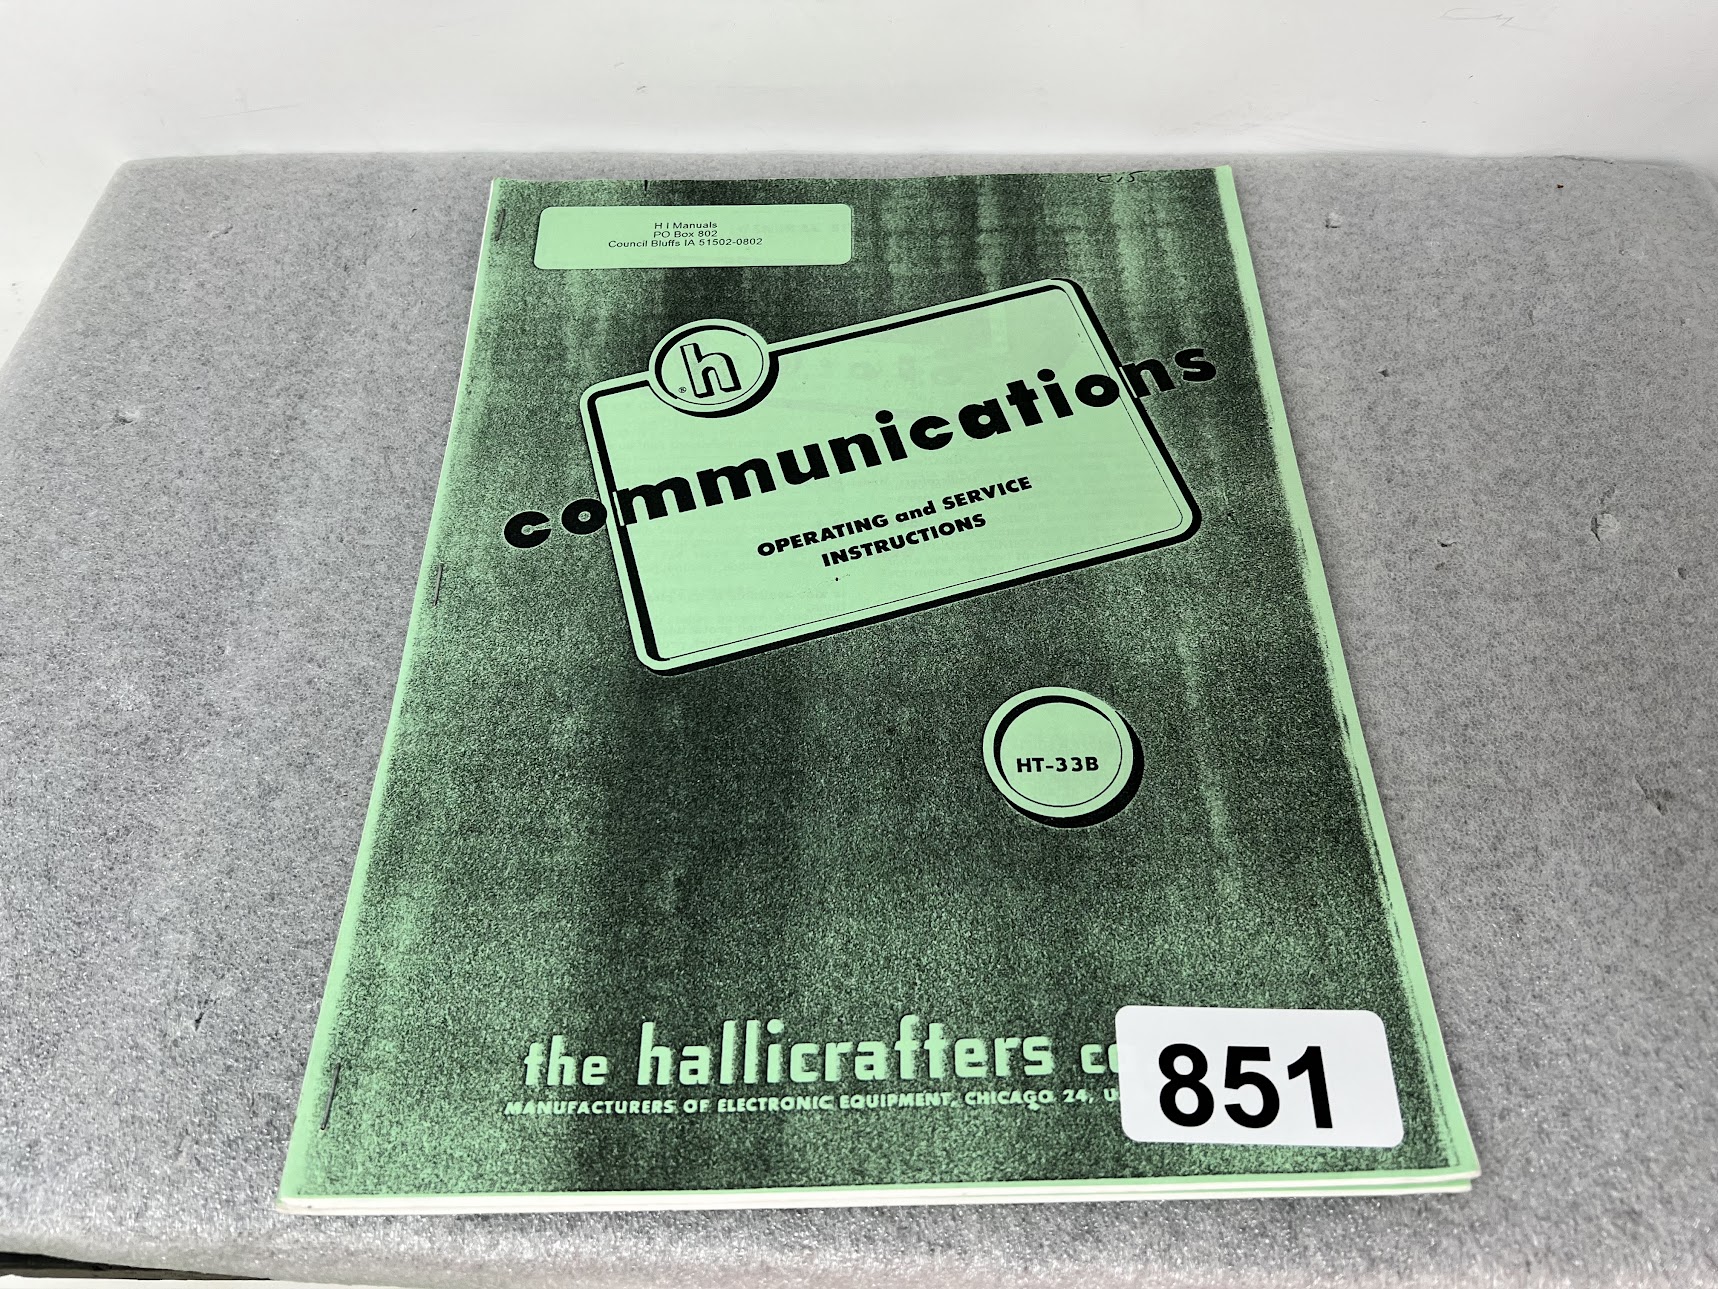 H I Manuals
PO Box 802
Council Bluffs IA 51502-0802
h
®
communications
OPERATING and SERVICE
INSTRUCTIONS
HT-33B
the hallicrafters
MANUFACTURERS OF ELECTRONIC EQUIPMENT, CHICAGO 24,
851